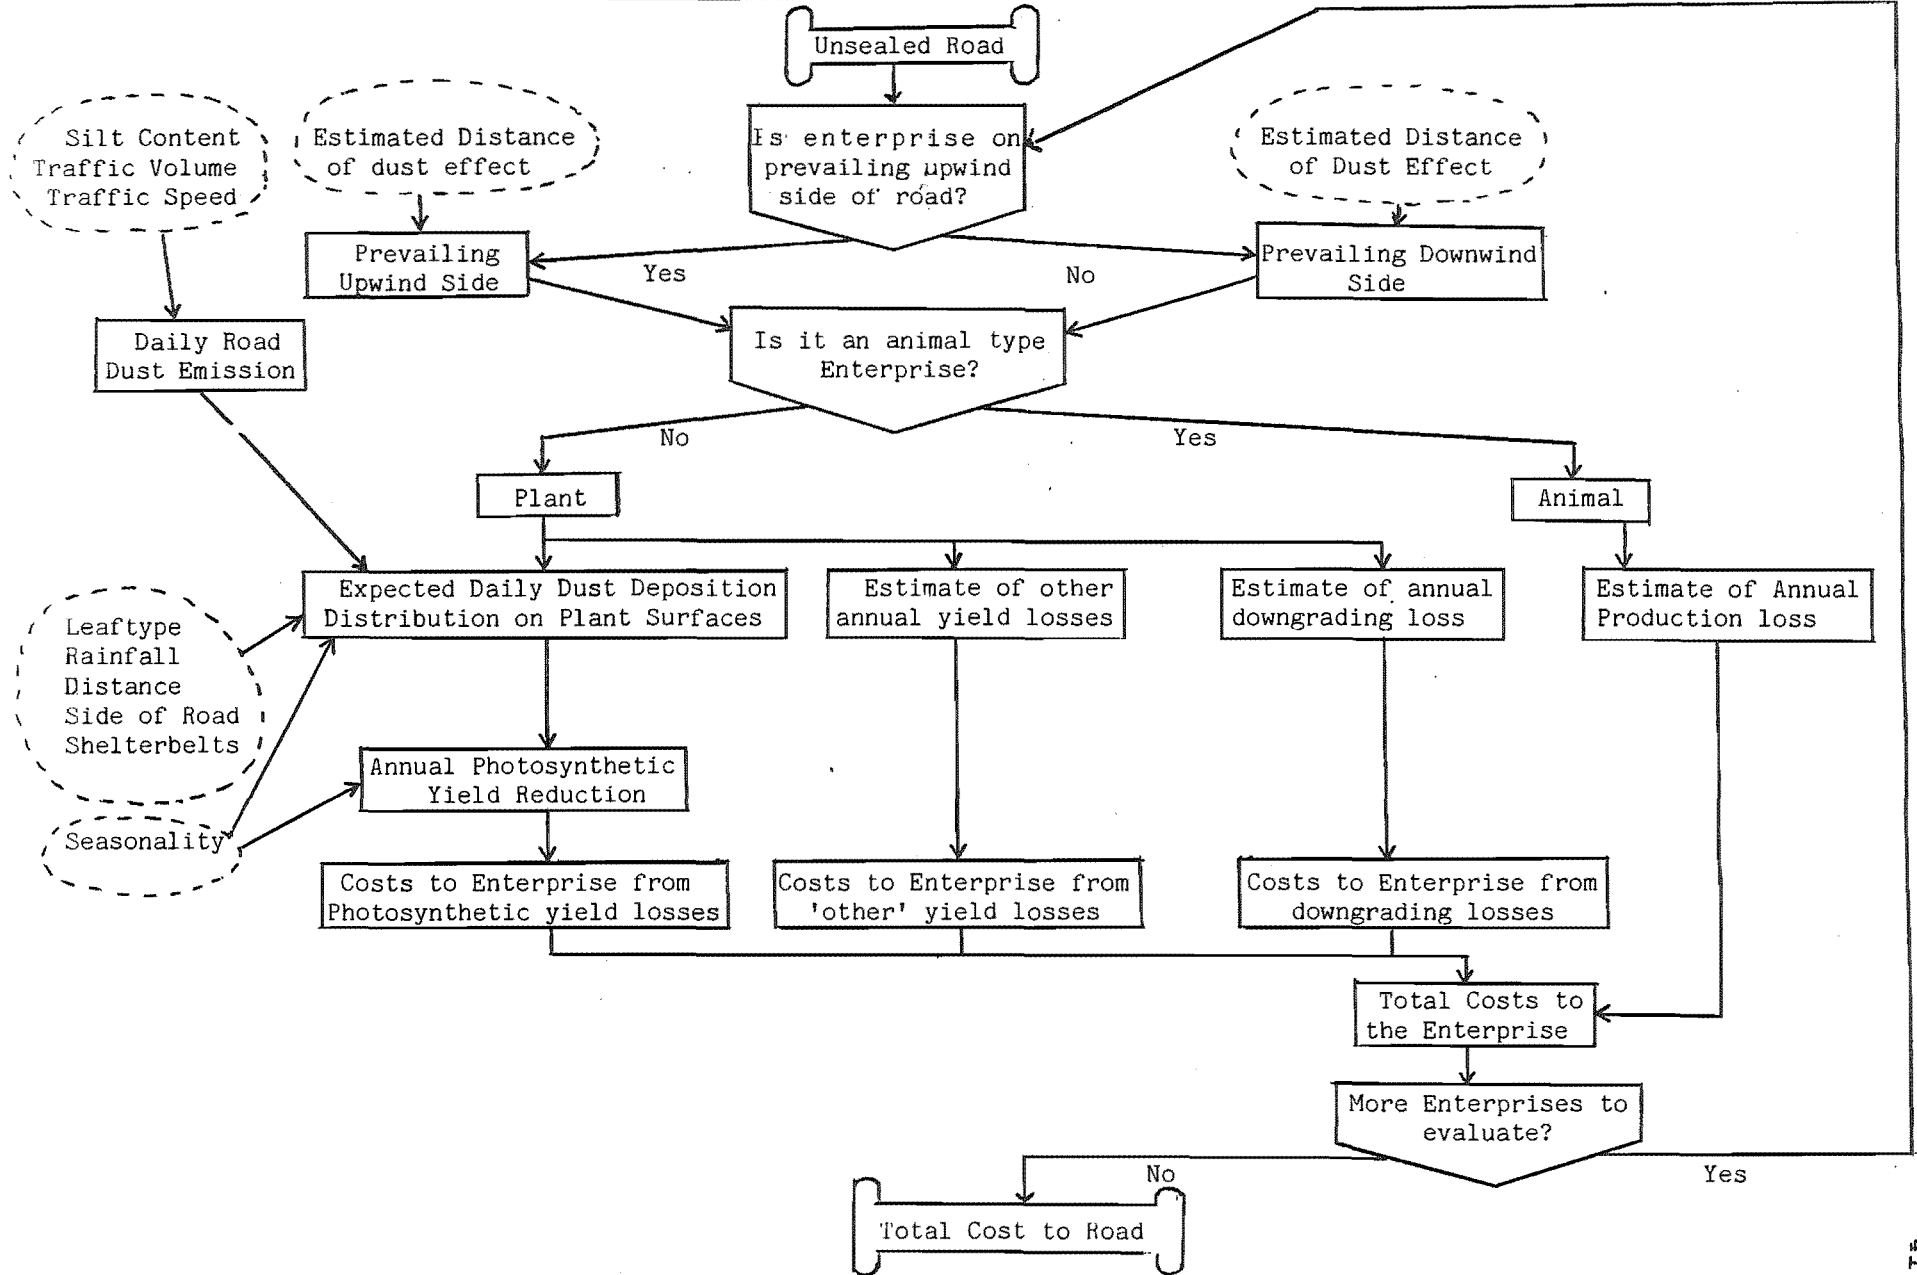 Unsealed Road
Silt Content
Traffic Volume
Traffic Speed
Estimated Distance
of dust effect
Is enterprise on
prevailing upwind
side of road?
Estimated Distance
of Dust Effect
Prevailing
Upwind Side
Yes
No
Prevailing Downwind
Side
Daily Road
Dust Emission
Is it an animal type
Enterprise?
No
Yes
Plant
Animal
Expected Daily Dust Deposition
Distribution on Plant Surfaces
Estimate of other
annual yield losses
Estimate of annual
downgrading loss
Estimate of Annual
Production loss
Leaftype
Rainfall
Distance
Side of Road
Shelterbelts
Annual Photosynthetic
Yield Reduction
Seasonality
Costs to Enterprise from
Photosynthetic yield losses
Costs to Enterprise from
'other' yield losses
Costs to Enterprise from
downgrading losses
Total Costs to
the Enterprise
More Enterprises to
evaluate?
No
Yes
Total Cost to Road